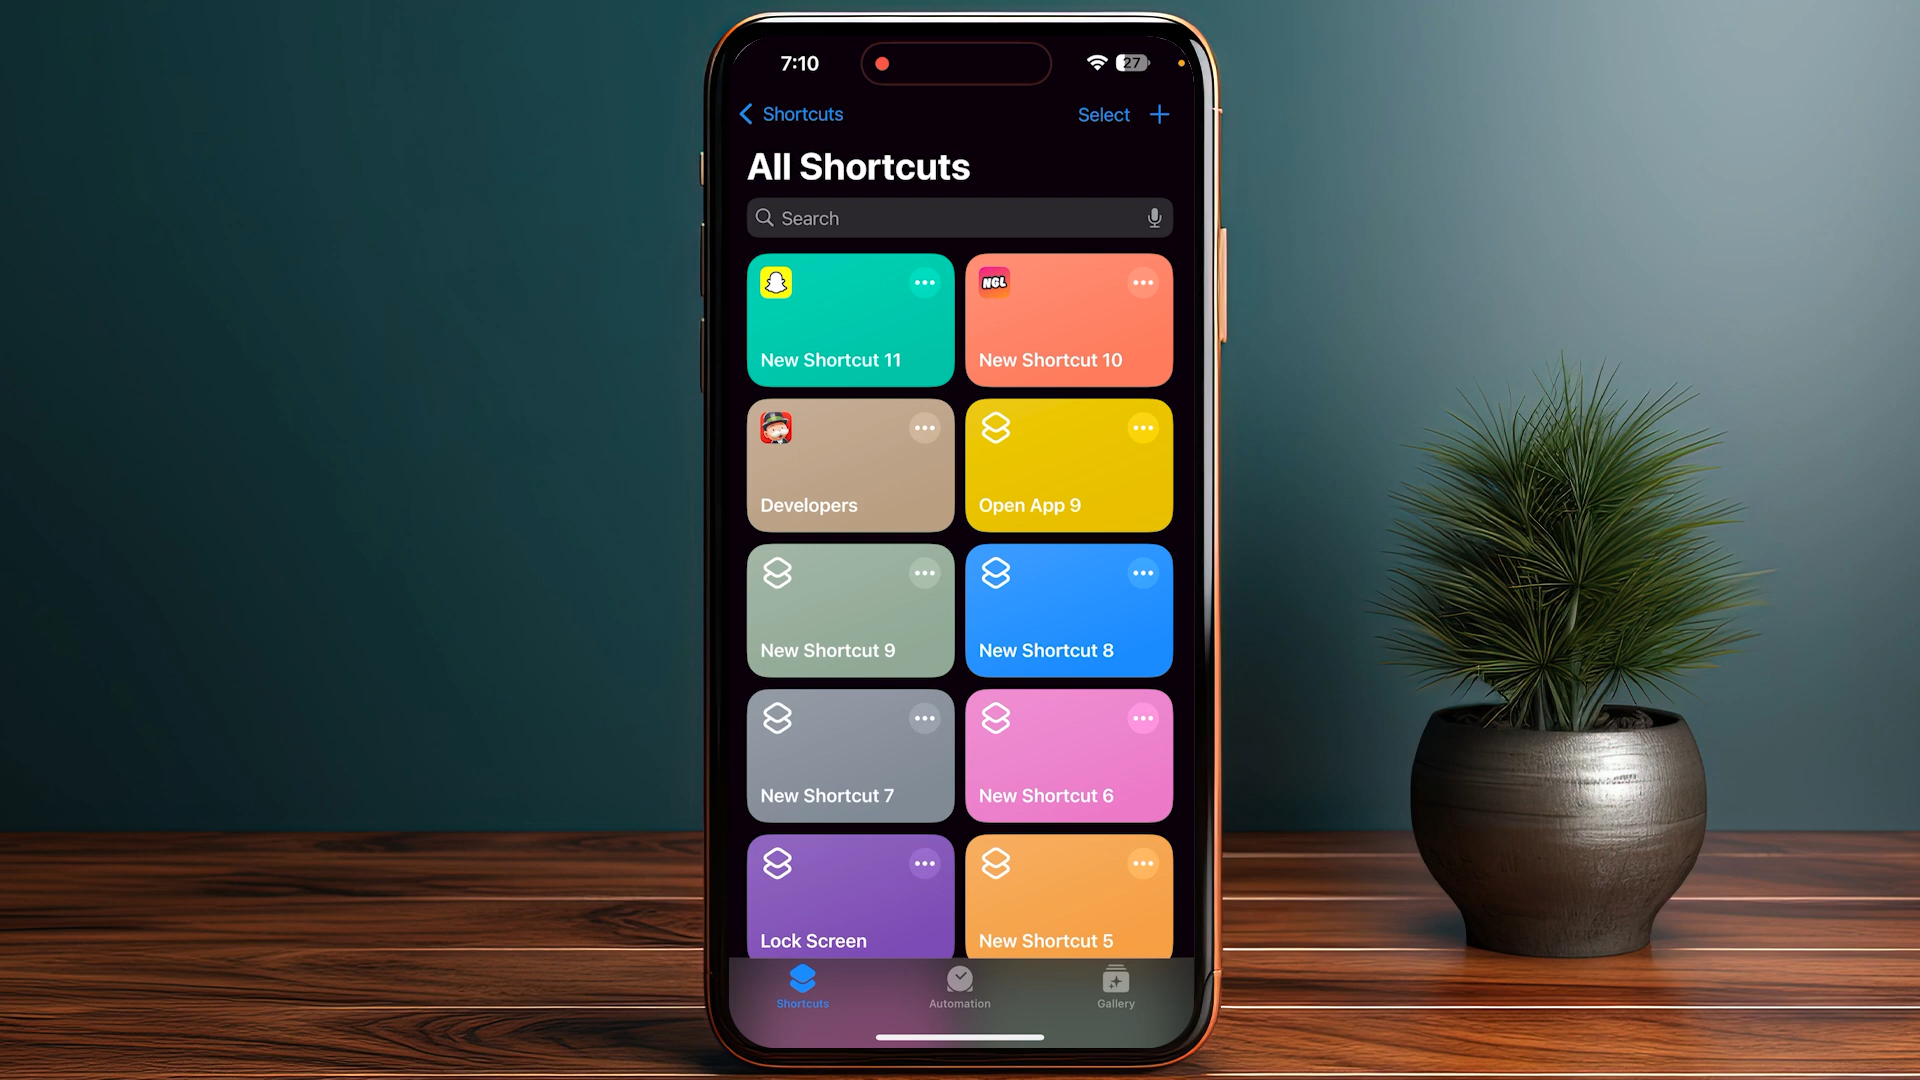 7:10
27
Shortcuts
Select
All Shortcuts
Search
New Shortcut 11
NGL
New Shortcut 10
Developers
Open App 9
New Shortcut 9
New Shortcut 8
New Shortcut 7
New Shortcut 6
Lock Screen
New Shortcut 5
Shortcuts
Automation
Gallery